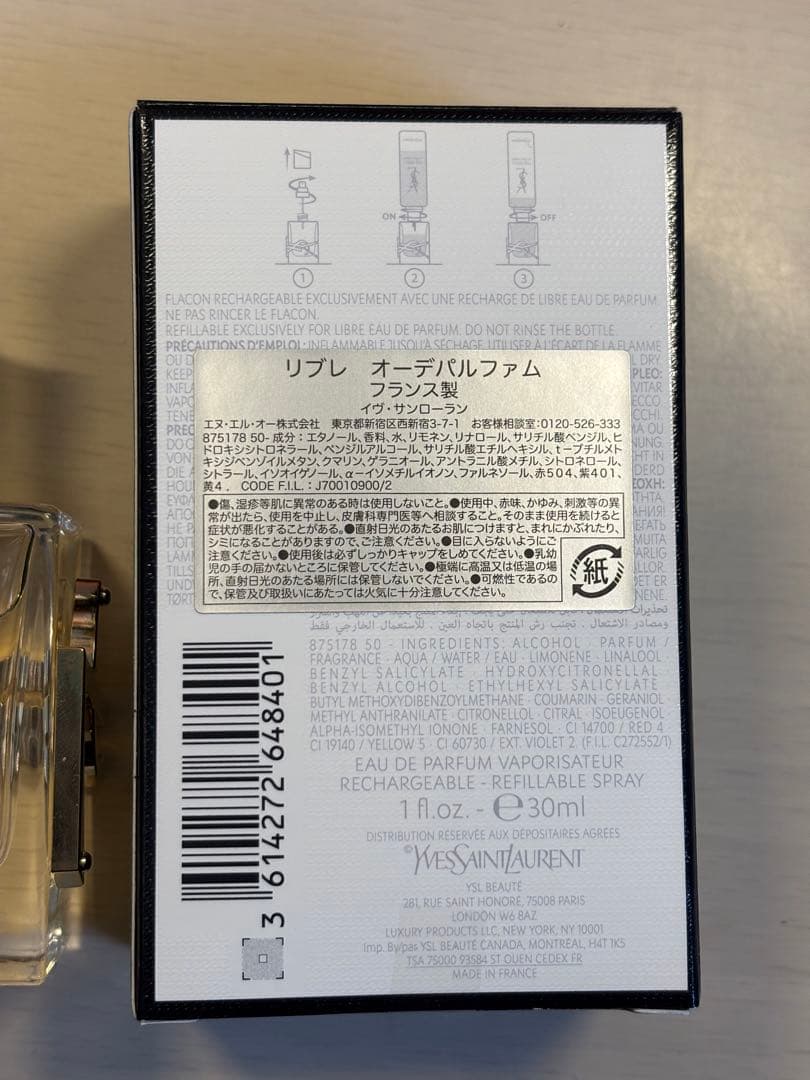 ON
OFF
1
2
3
FLACON RECHARGEABLE EXCLUSIVEMENT AVEC UNE RECHARGE DE LIBRE EAU DE PARFUM.
NE PAS RINCER LE FLACON.
REFILLABLE EXCLUSIVELY FOR LIBRE EAU DE PARFUM. DO NOT RINSE THE BOTTLE.
PRÉCAUTIONS D'EMPLOI: INFLAMMABLE JUSQU'À SÉCHAGE. UTILISER À L'ÉCART DE LA FLAMME
リブレ オーデパルファム
フランス製
イヴ・サンローラン
エヌ・エル・オー株式会社 東京都新宿区西新宿3-7-1 お客様相談室:0120-526-333
875178 50- 成分：エタノール、香料、水、リモネン、リナロール、サリチル酸ベンジル、ヒ
ドロキシシトロネラール、ベンジルアルコール、サリチル酸エチルヘキシル、t-ブチルメト
キシジベンゾイルメタン、クマリン、ゲラニオール、アントラニル酸メチル、シトロネロール、
シトラール、イソオイゲノール、α-イソメチルイオノン、ファルネソール、赤504、紫401、
黄4. CODE F.I.L. : J70010900/2
●傷、湿疹等肌に異常のある時は使用しないこと。●使用中、赤味、かゆみ、刺激等の異
常が出たら、使用を中止し、皮膚科専門医等へ相談すること。そのまま使用を続けると
症状が悪化することがある。●直射日光のあたるお肌につけますと、まれにかぶれたり、
シミになることがありますので、ご注意ください。●目に入らないようにご
注意ください。●使用後は必ずしっかりキャップをしめてください。●乳幼
児の手の届かないところに保管してください。●極端に高温又は低温の場
所、直射日光のあたる場所には保管しないでください。●可燃性であるの
で、保管及び取扱いにあたっては火気に十分注意してください。
紙
875178 50 - INGREDIENTS: ALCOHOL · PARFUM /
FRAGRANCE · AQUA / WATER / EAU · LIMONENE · LINALOOL ·
BENZYL SALICYLATE · HYDROXYCITRONELLAL ·
BENZYL ALCOHOL · ETHYLHEXYL SALICYLATE ·
BUTYL METHOXYDIBENZOYLMETHANE · COUMARIN · GERANIOL ·
METHYL ANTHRANILATE · CITRONELLOL · CITRAL · ISOEUGENOL ·
ALPHA-ISOMETHYL IONONE · FARNESOL · CI 14700 / RED 4 ·
CI 19140 / YELLOW 5 · CI 60730 / EXT. VIOLET 2 (F.I.L. C272552/1)
EAU DE PARFUM VAPORISATEUR
RECHARGEABLE - REFILLABLE SPRAY
1 fl.oz. - ℮30ml
DISTRIBUTION RÉSERVÉE AUX DÉPOSITAIRES AGRÉÉS
©YVESSAINTLAURENT
YSL BEAUTÉ
281, RUE SAINT HONORÉ, 75008 PARIS
LONDON W6 8AZ
LUXURY PRODUCTS LLC, NEW YORK, NY 10001
Imp. By/pas YSL BEAUTÉ CANADA, MONTRÉAL, H4T 1K5
TSA 75000 93584 ST OUEN CEDEX FR
MADE IN FRANCE
3 614272 648401